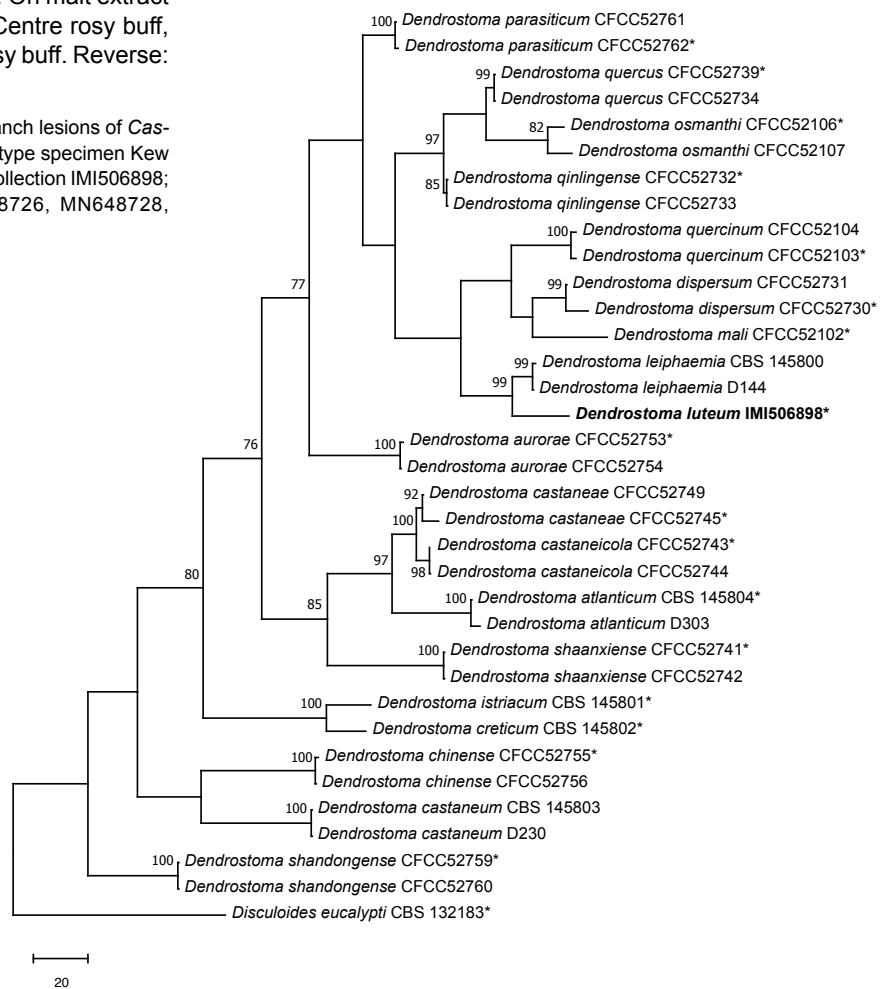 On malt extract
Centre rosy buff,
sy buff. Reverse:
anch lesions of Cas-
type specimen Kew
ollection IMI506898;
8726, MN648728,
100 Dendrostoma parasiticum CFCC52761
Dendrostoma parasiticum CFCC52762*
99 Dendrostoma quercus CFCC52739*
Dendrostoma quercus CFCC52734
82 Dendrostoma osmanthi CFCC52106*
97
Dendrostoma osmanthi CFCC52107
85 Dendrostoma qinlingense CFCC52732*
Dendrostoma qinlingense CFCC52733
100 Dendrostoma quercinum CFCC52104
Dendrostoma quercinum CFCC52103*
77
99 Dendrostoma dispersum CFCC52731
Dendrostoma dispersum CFCC52730*
Dendrostoma mali CFCC52102*
99 Dendrostoma leiphaemia CBS 145800
99 Dendrostoma leiphaemia D144
Dendrostoma luteum IMI506898*
76
100 Dendrostoma aurorae CFCC52753*
Dendrostoma aurorae CFCC52754
92 Dendrostoma castaneae CFCC52749
100 Dendrostoma castaneae CFCC52745*
Dendrostoma castaneicola CFCC52743*
97
98 Dendrostoma castaneicola CFCC52744
80
100 Dendrostoma atlanticum CBS 145804*
85
Dendrostoma atlanticum D303
100 Dendrostoma shaanxiense CFCC52741*
Dendrostoma shaanxiense CFCC52742
100 Dendrostoma istriacum CBS 145801*
Dendrostoma creticum CBS 145802*
100 Dendrostoma chinense CFCC52755*
Dendrostoma chinense CFCC52756
100 Dendrostoma castaneum CBS 145803
Dendrostoma castaneum D230
100 Dendrostoma shandongense CFCC52759*
Dendrostoma shandongense CFCC52760
Disculoides eucalypti CBS 132183*
20